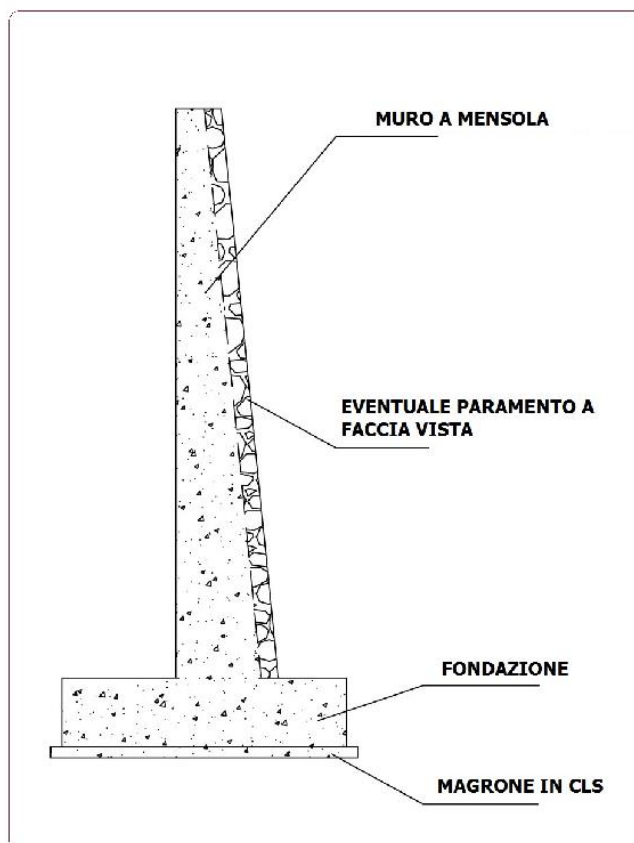 MURO A MENSOLA
EVENTUALE PARAMENTO A
FACCIA VISTA
FONDAZIONE
MAGRONE IN CLS